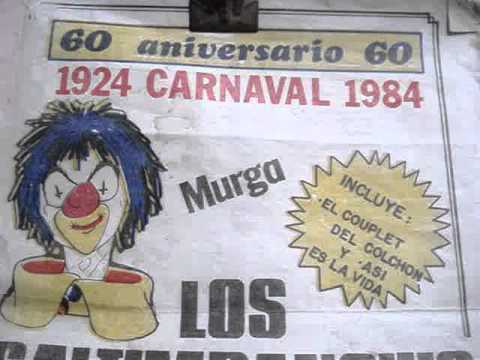 60 aniversario 60
1924 CARNAVAL 1984
Murga
INCLUYE:
EL COUPLET
DEL COLCHON
Y ASI
ES LA VIDA
LOS